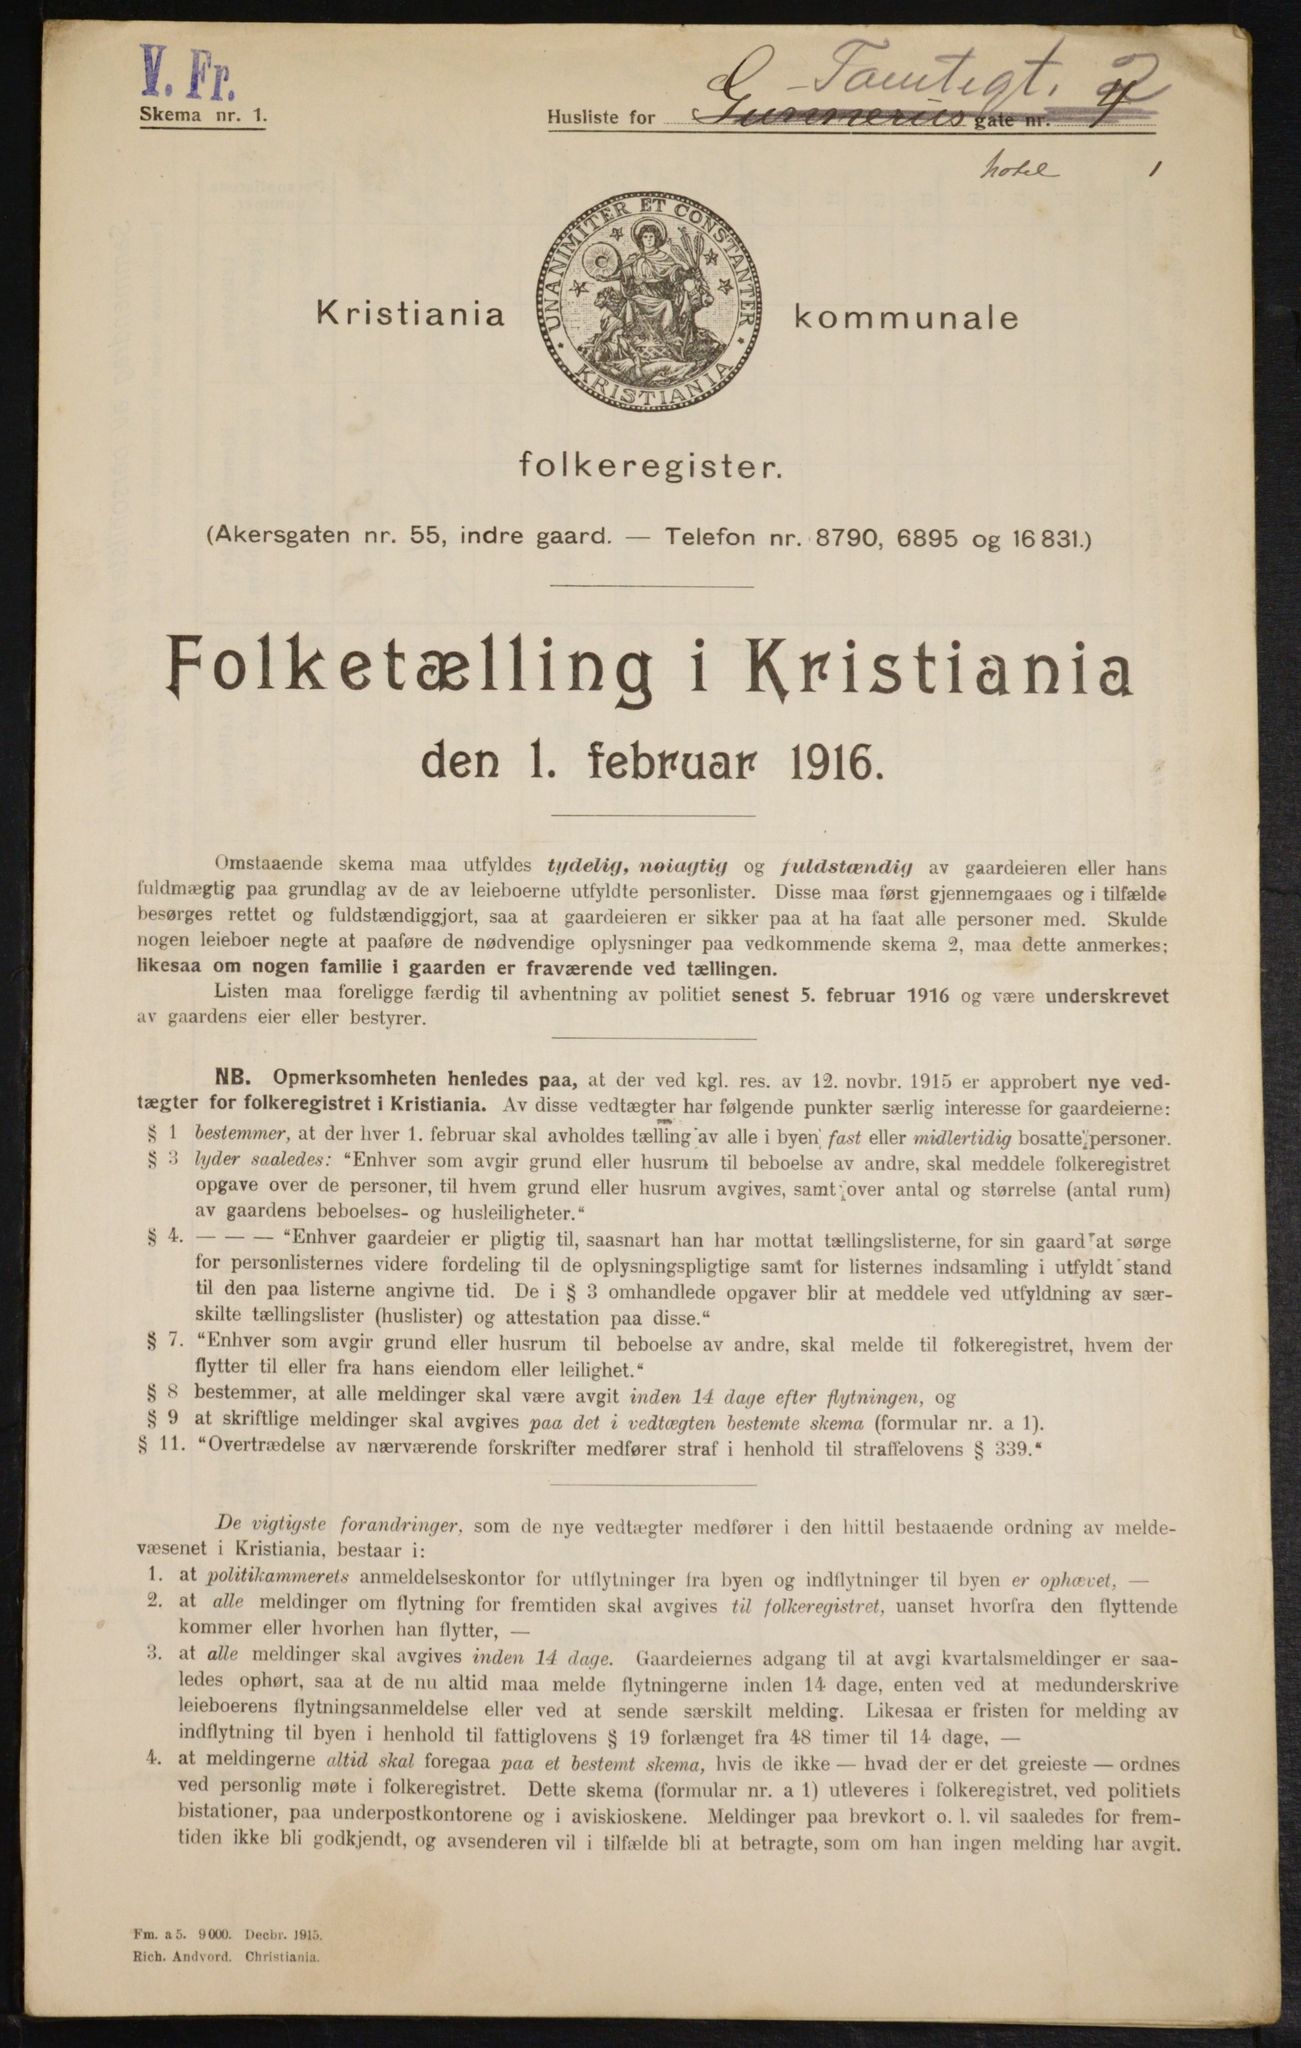 V. Fr.
Skema nr. 1.
Tomtegt. 2
Husliste for Gunnerius gate nr. 4
hotel 1
UNANIMITER ET CONSTANTER
KRISTIANIA
Kristiania kommunale
folkeregister.
(Akersgaten nr. 55, indre gaard. — Telefon nr. 8790, 6895 og 16 831.)
Folketælling i Kristiania
den 1. februar 1916.
Omstaaende skema maa utfyldes tydelig, nøiagtig og fuldstændig av gaardeieren eller hans
fuldmægtig paa grundlag av de av leieboerne utfyldte personlister. Disse maa først gjennemgaaes og i tilfælde
besørges rettet og fuldstændiggjort, saa at gaardeieren er sikker paa at ha faat alle personer med. Skulde
nogen leieboer negte at paaføre de nødvendige oplysninger paa vedkommende skema 2, maa dette anmerkes;
likesaa om nogen familie i gaarden er fraværende ved tællingen.
Listen maa foreligge færdig til avhentning av politiet senest 5. februar 1916 og være underskrevet
av gaardens eier eller bestyrer.
NB. Opmerksomheten henledes paa, at der ved kgl. res. av 12. novbr. 1915 er approbert nye ved-
tægter for folkeregistret i Kristiania. Av disse vedtægter har følgende punkter særlig interesse for gaardeierne:
§ 1 bestemmer, at der hver 1. februar skal avholdes tælling av alle i byen fast eller midlertidig bosatte personer.
§ 3 lyder saaledes: “Enhver som avgir grund eller husrum til beboelse av andre, skal meddele folkeregistret
opgave over de personer, til hvem grund eller husrum avgives, samt over antal og størrelse (antal rum)
av gaardens beboelses- og husleiligheter.“
§ 4. — — — “Enhver gaardeier er pligtig til, saasnart han har mottat tællingslisterne, for sin gaard at sørge
for personlisternes videre fordeling til de oplysningspligtige samt for listernes indsamling i utfyldt stand
til den paa listerne angivne tid. De i § 3 omhandlede opgaver blir at meddele ved utfyldning av sær-
skilte tællingslister (huslister) og attestation paa disse.“
§ 7. “Enhver som avgir grund eller husrum til beboelse av andre, skal melde til folkeregistret, hvem der
flytter til eller fra hans eiendom eller leilighet.“
§ 8 bestemmer, at alle meldinger skal være avgit inden 14 dage efter flytningen, og
§ 9 at skriftlige meldinger skal avgives paa det i vedtægten bestemte skema (formular nr. a 1).
§ 11. “Overtrædelse av nærværende forskrifter medfører straf i henhold til straffelovens § 339.“
De vigtigste forandringer, som de nye vedtægter medfører i den hittil bestaaende ordning av melde-
væsenet i Kristiania, bestaar i:
1. at politikammerets anmeldelseskontor for utflytninger fra byen og indflytninger til byen er ophævet, —
2. at alle meldinger om flytning for fremtiden skal avgives til folkeregistret, uanset hvorfra den flyttende
kommer eller hvorhen han flytter, —
3. at alle meldinger skal avgives inden 14 dage. Gaardeiernes adgang til at avgi kvartalsmeldinger er saa-
ledes ophørt, saa at de nu altid maa melde flytningerne inden 14 dage, enten ved at medunderskrive
leieboerens flytningsanmeldelse eller ved at sende særskilt melding. Likesaa er fristen for melding av
indflytning til byen i henhold til fattiglovens § 19 forlænget fra 48 timer til 14 dage, —
4. at meldingerne altid skal foregaa paa et bestemt skema, hvis de ikke — hvad der er det greieste — ordnes
ved personlig møte i folkeregistret. Dette skema (formular nr. a 1) utleveres i folkeregistret, ved politiets
bistationer, paa underpostkontorene og i aviskioskene. Meldinger paa brevkort o. l. vil saaledes for frem-
tiden ikke bli godkjendt, og avsenderen vil i tilfælde bli at betragte, som om han ingen melding har avgit.
Fm. a 5. 9000. Decbr. 1915.
Rich. Andvord. Christiania.